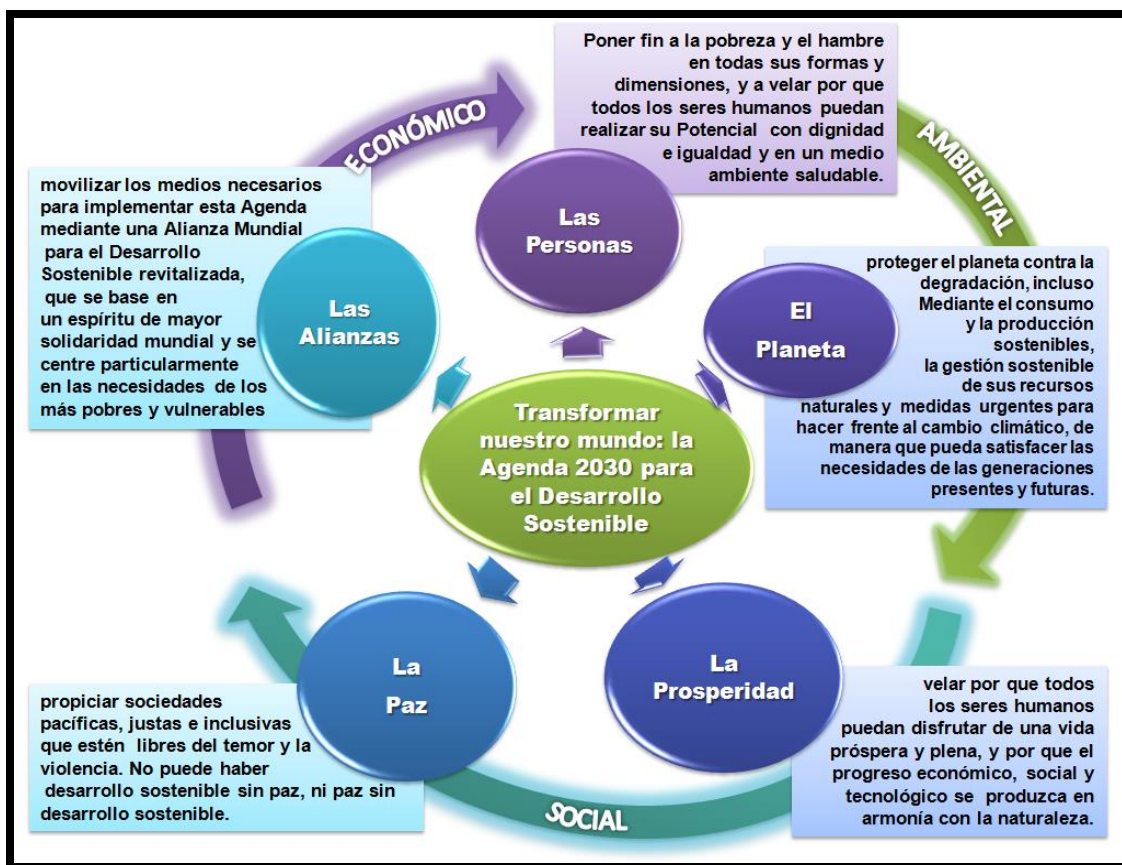 Poner fin a la pobreza y el hambre
en todas sus formas y
dimensiones, y a velar por que
todos los seres humanos puedan
realizar su Potencial con dignidad
e igualdad y en un medio
ambiente saludable.
ECONÓMICO
AMBIENTAL
Las
Personas
movilizar los medios necesarios
para implementar esta Agenda
mediante una Alianza Mundial
para el Desarrollo
Sostenible revitalizada,
que se base en
un espíritu de mayor
solidaridad mundial y se
centre particularmente
en las necesidades de los
más pobres y vulnerables
Las
Alianzas
El
Planeta
proteger el planeta contra la
degradación, incluso
Mediante el consumo
y la producción
sostenibles,
la gestión sostenible
de sus recursos
naturales y medidas urgentes para
hacer frente al cambio climático, de
manera que pueda satisfacer las
necesidades de las generaciones
presentes y futuras.
Transformar
nuestro mundo: la
Agenda 2030 para
el Desarrollo
Sostenible
La
Paz
La
Prosperidad
propiciar sociedades
pacíficas, justas e inclusivas
que estén libres del temor y la
violencia. No puede haber
desarrollo sostenible sin paz, ni paz sin
desarrollo sostenible.
velar por que todos
los seres humanos
puedan disfrutar de una vida
próspera y plena, y por que el
progreso económico, social y
tecnológico se produzca en
armonía con la naturaleza.
SOCIAL